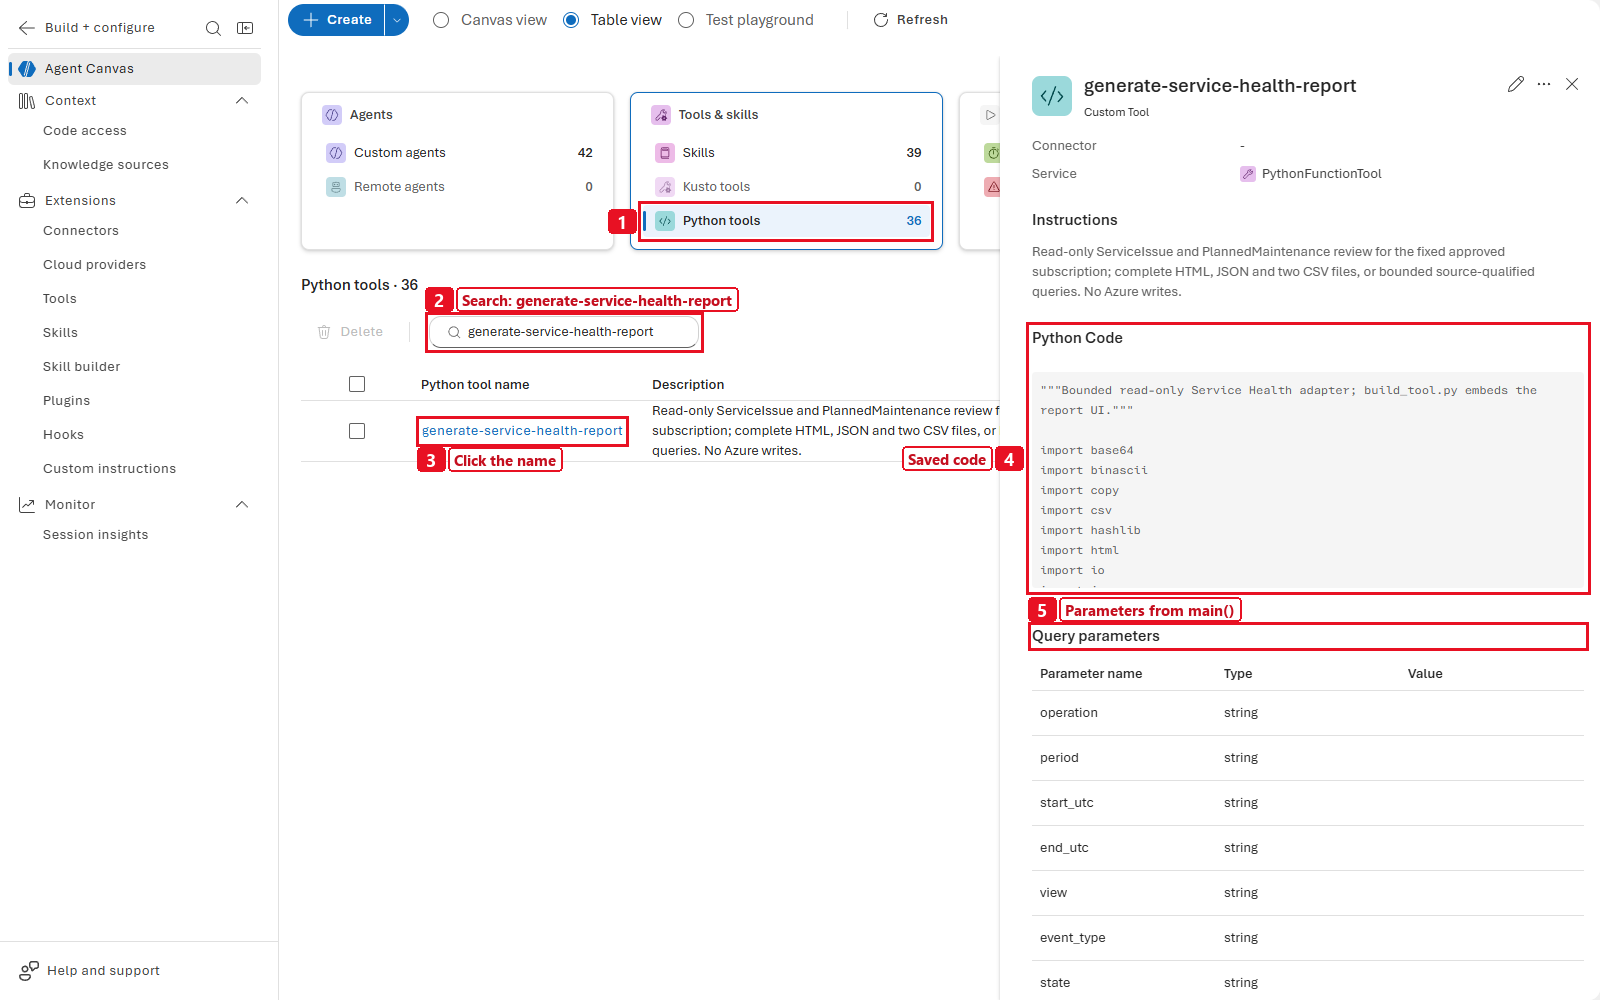 Build + configure
Agent Canvas
Context
Code access
Knowledge sources
Extensions
Connectors
Cloud providers
Tools
Skills
Skill builder
Plugins
Hooks
Custom instructions
Monitor
Session insights
Help and support
Create
Canvas view
Table view
Test playground
Refresh
Agents
Custom agents 42
Remote agents 0
Tools & skills
Skills 39
Kusto tools 0
1
Python tools 36
Python tools · 36
2 Search: generate-service-health-report
Delete
generate-service-health-report
Python tool name Description
generate-service-health-report
Read-only ServiceIssue and PlannedMaintenance review f
subscription; complete HTML, JSON and two CSV files, or
queries. No Azure writes.
3 Click the name
Saved code 4
generate-service-health-report
Custom Tool
Connector -
Service PythonFunctionTool
Instructions
Read-only ServiceIssue and PlannedMaintenance review for the fixed approved
subscription; complete HTML, JSON and two CSV files, or bounded source-qualified
queries. No Azure writes.
Python Code
"""Bounded read-only Service Health adapter; build_tool.py embeds the
report UI."""
import base64
import binascii
import copy
import csv
import hashlib
import html
import io
5 Parameters from main()
Query parameters
Parameter name Type Value
operation string
period string
start_utc string
end_utc string
view string
event_type string
state string